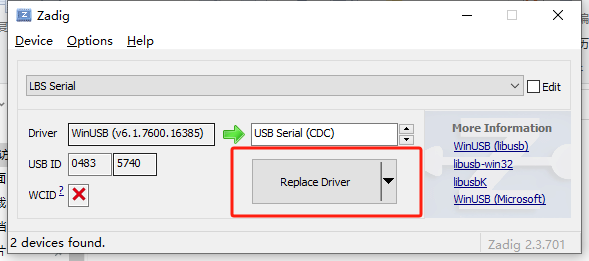 Zadig
Device Options Help
LBS Serial Edit
Driver WinUSB (v6.1.7600.16385) USB Serial (CDC)
USB ID 0483 5740
WCID ?
Replace Driver
More Information
WinUSB (libusb)
libusb-win32
libusbK
WinUSB (Microsoft)
2 devices found.
Zadig 2.3.701